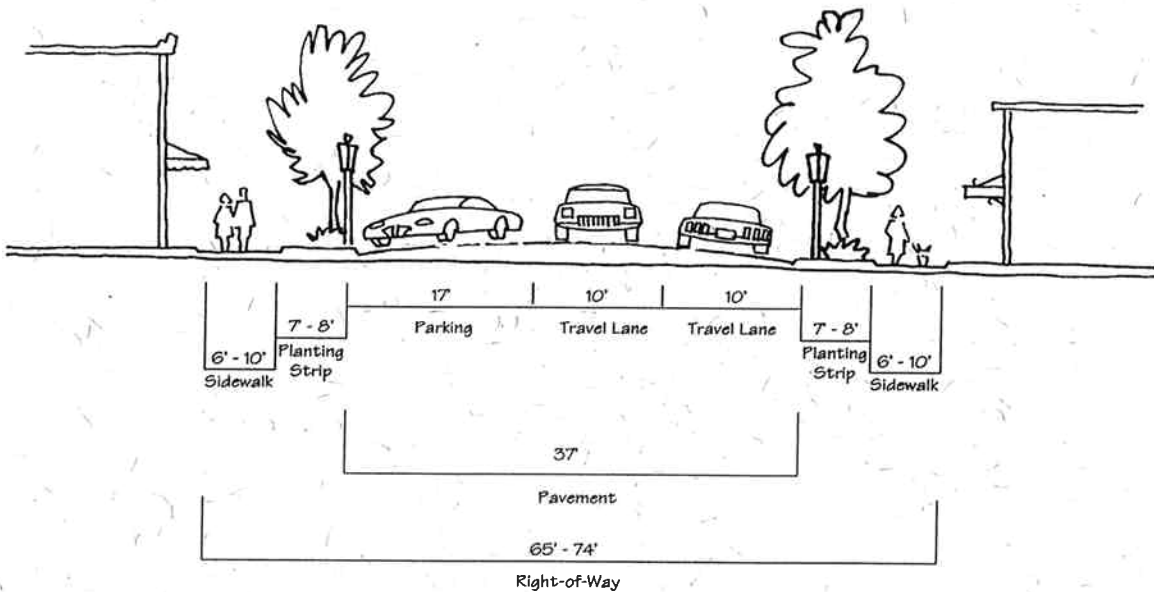 17' 10' 10'
Parking Travel Lane Travel Lane
7' - 8' 7' - 8'
Planting Planting
Strip Strip
6' - 10' 6' - 10'
Sidewalk Sidewalk
37'
Pavement
65' - 74'
Right-of-Way